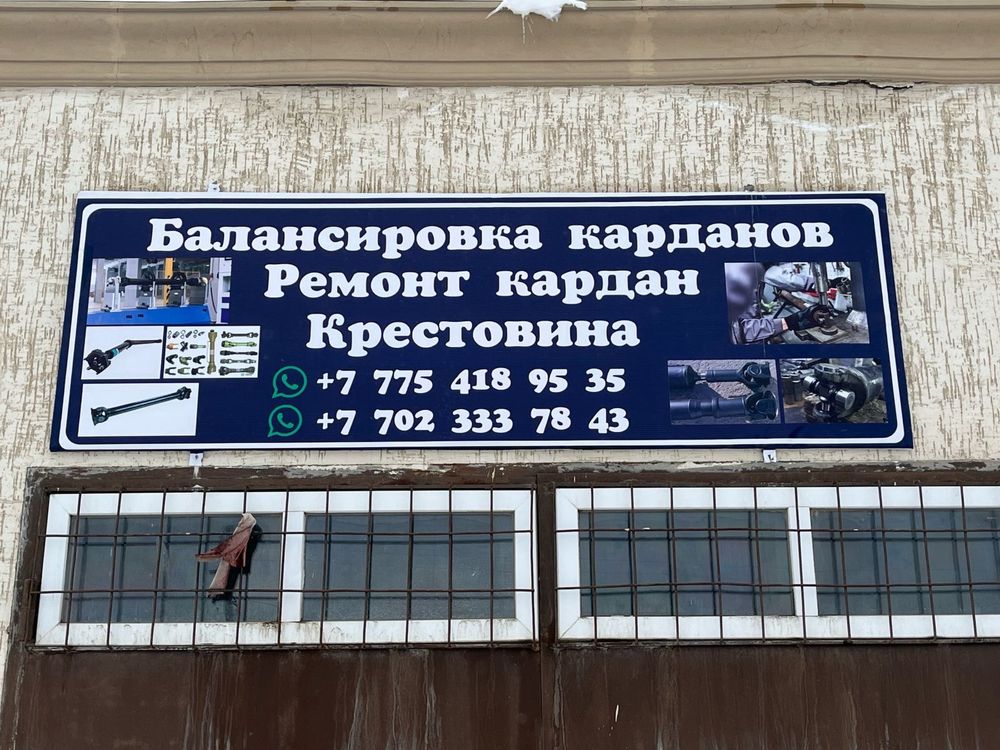 Балансировка карданов
Ремонт кардан
Крестовина
+7 775 418 95 35
+7 702 333 78 43